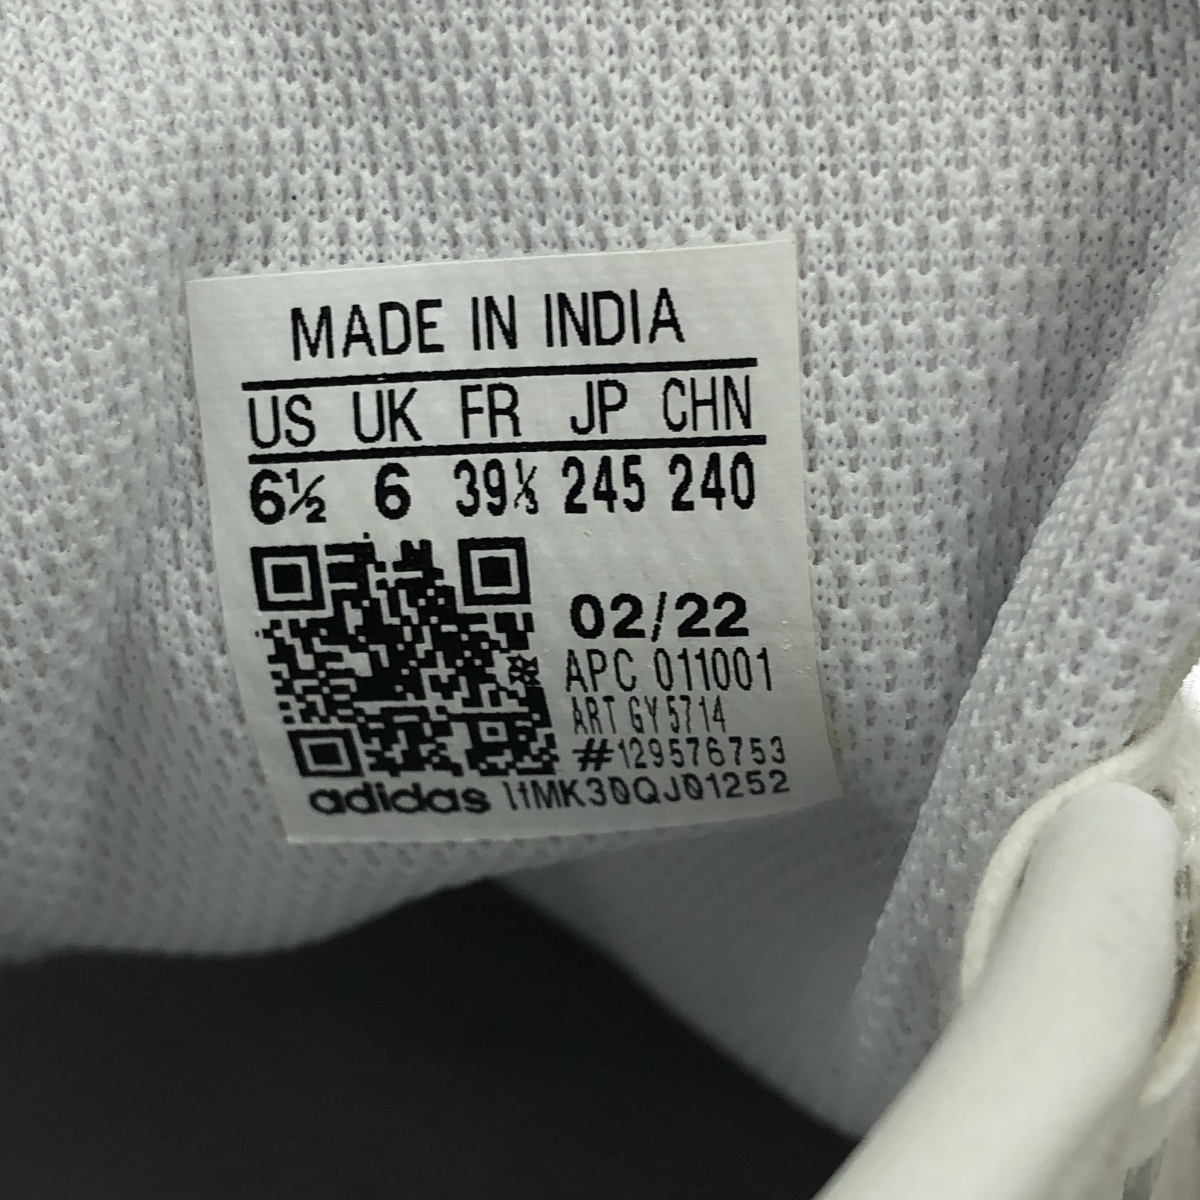 MADE IN INDIA
US UK FR JP CHN
6½ 6 39⅓ 245 240
02/22
APC 011001
ART GY5714
#129576753
adidas 1tMK30QJ01252